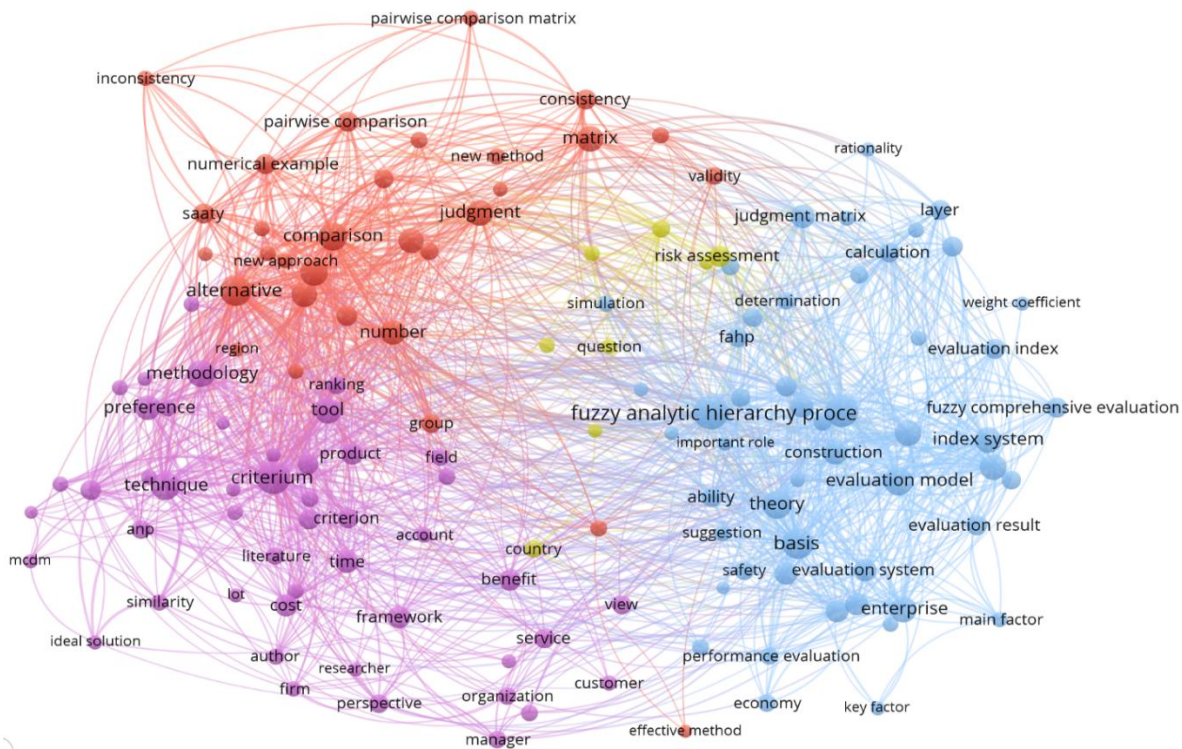 pairwise comparison matrix
inconsistency
consistency
pairwise comparison
matrix
rationality
new method
numerical example
validity
saaty
judgment
judgment matrix
layer
comparison
new approach
risk assessment
calculation
alternative
simulation
determination
weight coefficient
number
fahp
region
question
evaluation index
methodology
ranking
preference
tool
fuzzy analytic hierarchy proce
fuzzy comprehensive evaluation
group
important role
index system
product
field
construction
criterium
technique
evaluation model
ability
theory
criterion
anp
account
suggestion
evaluation result
country
basis
mcdm
literature
time
benefit
safety
evaluation system
similarity
lot
cost
view
enterprise
framework
main factor
ideal solution
service
author
researcher
performance evaluation
firm
customer
perspective
organization
economy
key factor
effective method
manager